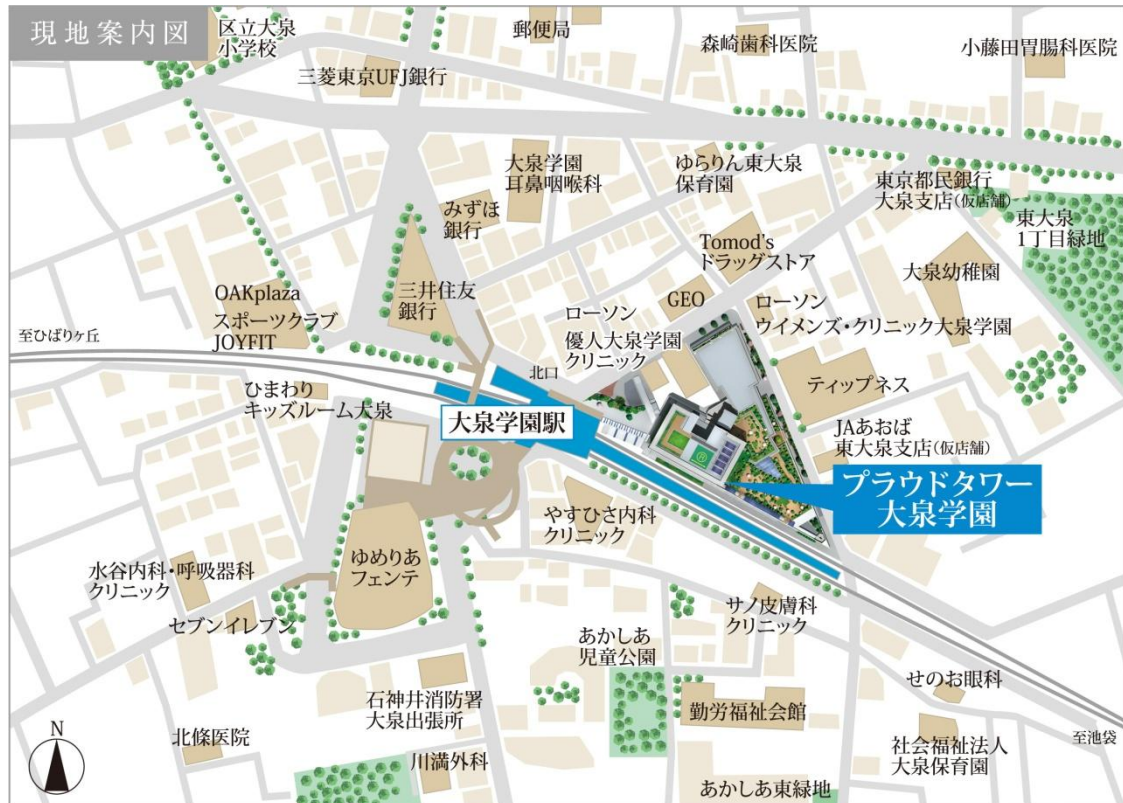 現地案内図
区立大泉
小学校
郵便局
森崎歯科医院
小藤田胃腸科医院
三菱東京UFJ銀行
大泉学園
耳鼻咽喉科
ゆらりん東大泉
保育園
東京都民銀行
大泉支店(仮店舗)
東大泉
1丁目緑地
みずほ
銀行
Tomod's
ドラッグストア
大泉幼稚園
OAKplaza
スポーツクラブ
JOYFIT
三井住友
銀行
GEO
ローソン
ウイメンズ・クリニック大泉学園
ローソン
優人大泉学園
クリニック
至ひばりヶ丘
北口
ティップネス
ひまわり
キッズルーム大泉
大泉学園駅
JAあおば
東大泉支店(仮店舗)
プラウドタワー
大泉学園
やすひさ内科
クリニック
ゆめりあ
フェンテ
水谷内科・呼吸器科
クリニック
セブンイレブン
サノ皮膚科
クリニック
あかしあ
児童公園
せのお眼科
石神井消防署
大泉出張所
勤労福祉会館
北條医院
川満外科
社会福祉法人
大泉保育園
至池袋
あかしあ東緑地
N